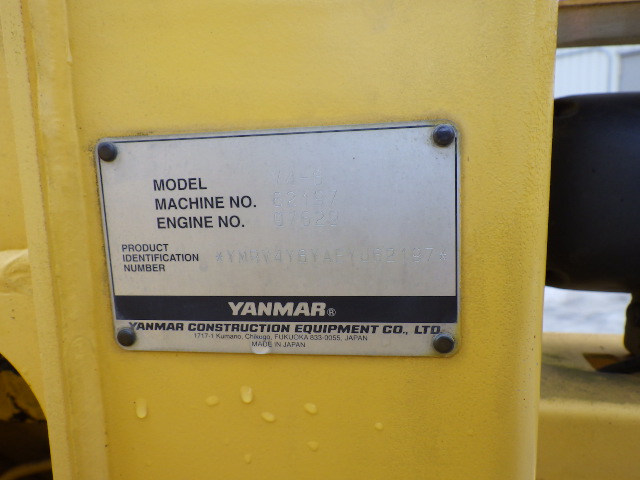 MODEL
MACHINE NO.
ENGINE NO.
PRODUCT
IDENTIFICATION
NUMBER
YANMAR®
YANMAR CONSTRUCTION EQUIPMENT CO., LTD.
1717-1 Kumano, Chikugo, FUKUOKA 833-0055, JAPAN
MADE IN JAPAN